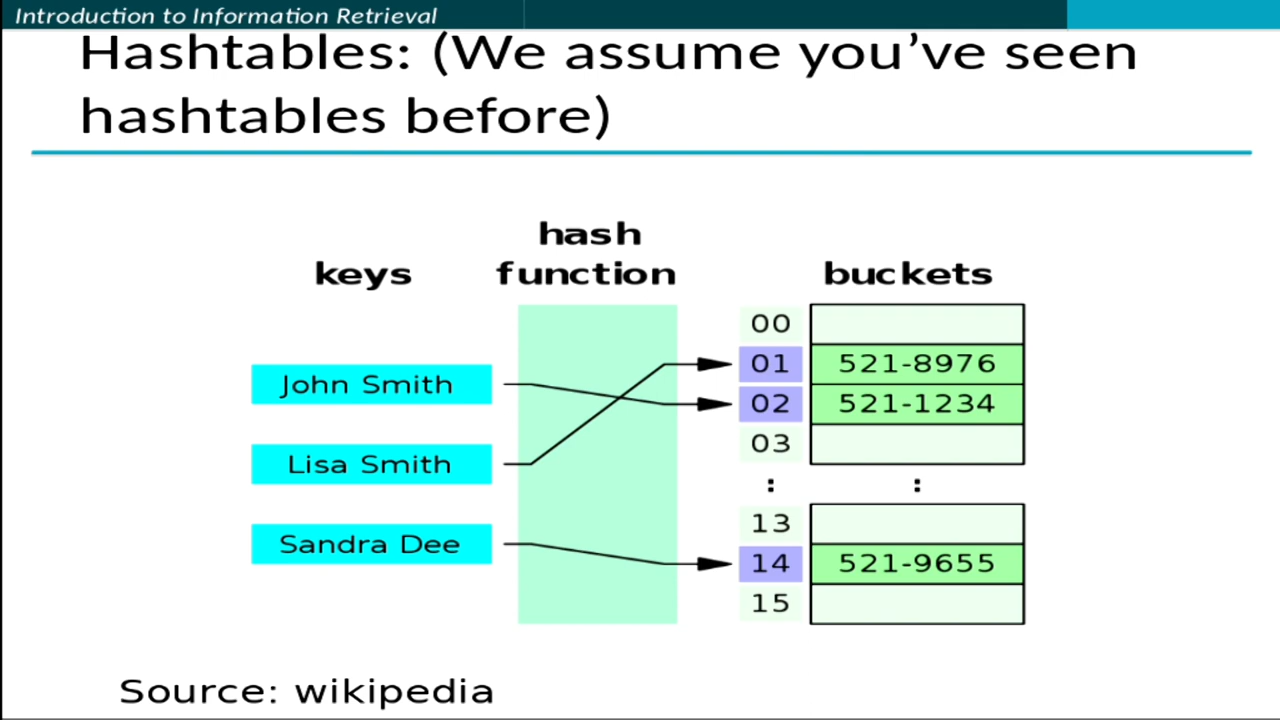 Introduction to Information Retrieval
Hashtables: (We assume you’ve seen
hashtables before)
hash
keys function buckets
00
01 521-8976
John Smith
02 521-1234
03
Lisa Smith
: :
13
Sandra Dee
14 521-9655
15
Source: wikipedia